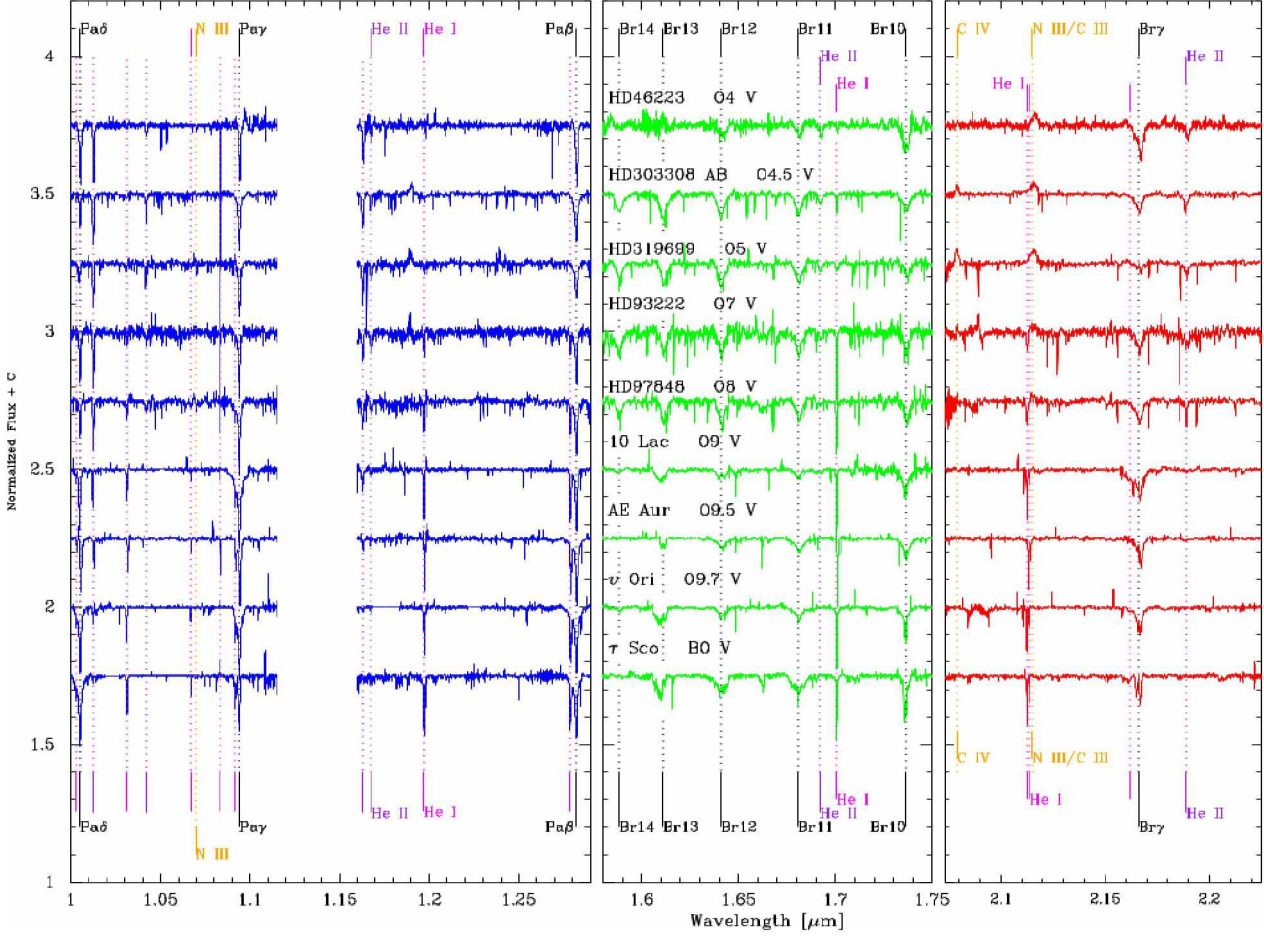 Paδ N III Paγ He II He I Paβ
Br14 Br13 Br12 Br11 Br10
He II
He I
C IV N III/C III Brγ
He II
He I
HD46223 O4 V
HD303308 AB O4.5 V
HD319699 O5 V
HD93222 O7 V
HD97848 O8 V
10 Lac O9 V
AE Aur O9.5 V
υ Ori O9.7 V
τ Sco B0 V
4
3.5
3
2.5
2
1.5
1
Normalized Flux + C
He II He I
Paδ Paγ Paβ
N III
He I
Br14 Br13 Br12 Br11 He II Br10
C IV N III/C III
He I
Brγ He II
1 1.05 1.1 1.15 1.2 1.25
1.6 1.65 1.7 1.75
2.1 2.15 2.2
Wavelength [μm]